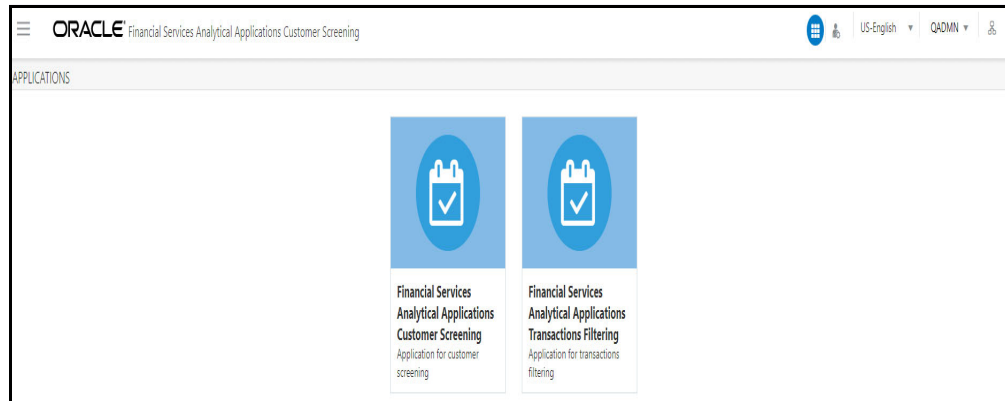 ORACLE Financial Services Analytical Applications Customer Screening
US-English
QADMN
APPLICATIONS
Financial Services
Analytical Applications
Customer Screening
Application for customer
screening
Financial Services
Analytical Applications
Transactions Filtering
Application for transactions
filtering